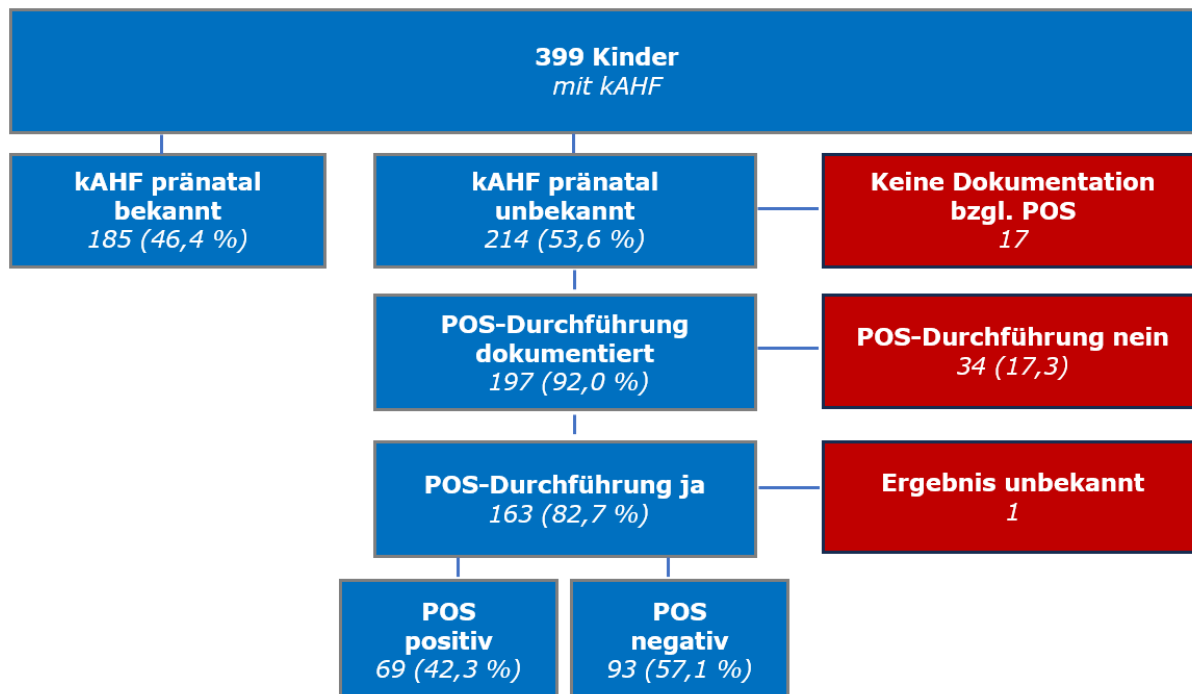 399 Kinder
mit kAHF
kAHF pränatal
bekannt
185 (46,4 %)
kAHF pränatal
unbekannt
214 (53,6 %)
Keine Dokumentation
bzgl. POS
17
POS-Durchführung
dokumentiert
197 (92,0 %)
POS-Durchführung nein
34 (17,3)
POS-Durchführung ja
163 (82,7 %)
Ergebnis unbekannt
1
POS
positiv
69 (42,3 %)
POS
negativ
93 (57,1 %)